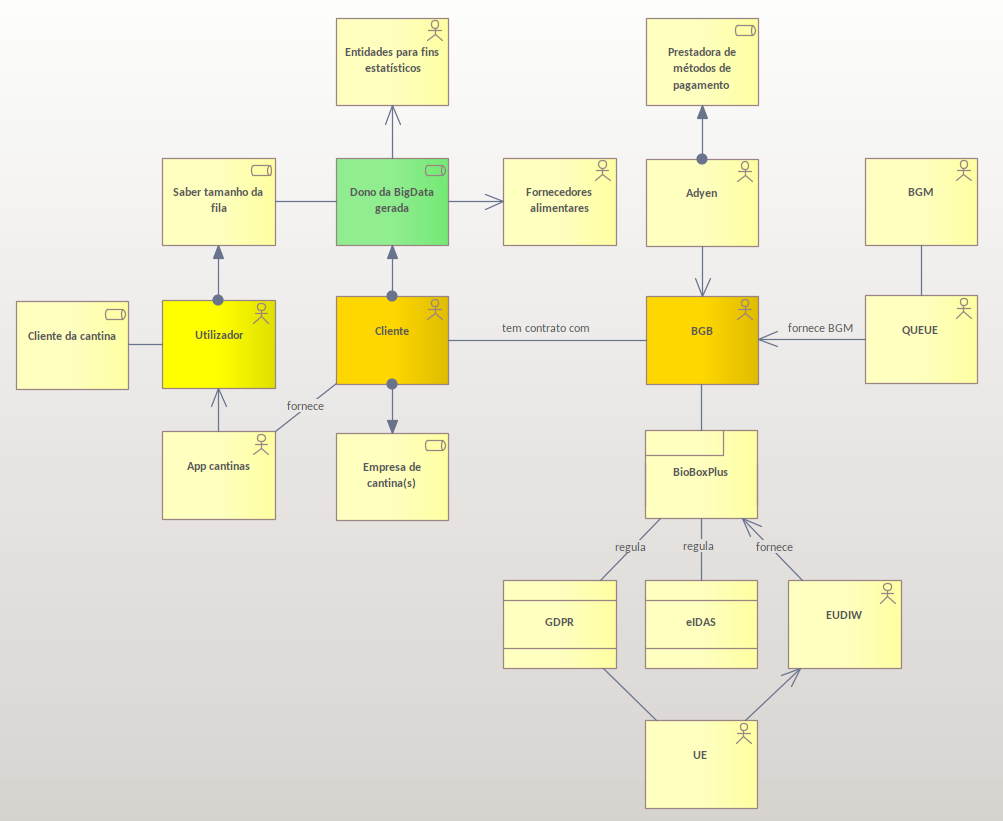 Entidades para fins
estatísticos
Prestadora de
métodos de
pagamento
Saber tamanho da
fila
Dono da BigData
gerada
Fornecedores
alimentares
Adyen
BGM
Cliente da cantina
Utilizador
Cliente
tem contrato com
BGB
fornece BGM
QUEUE
fornece
App cantinas
Empresa de
cantina(s)
BioBoxPlus
regula
regula
fornece
GDPR
eIDAS
EUDIW
UE